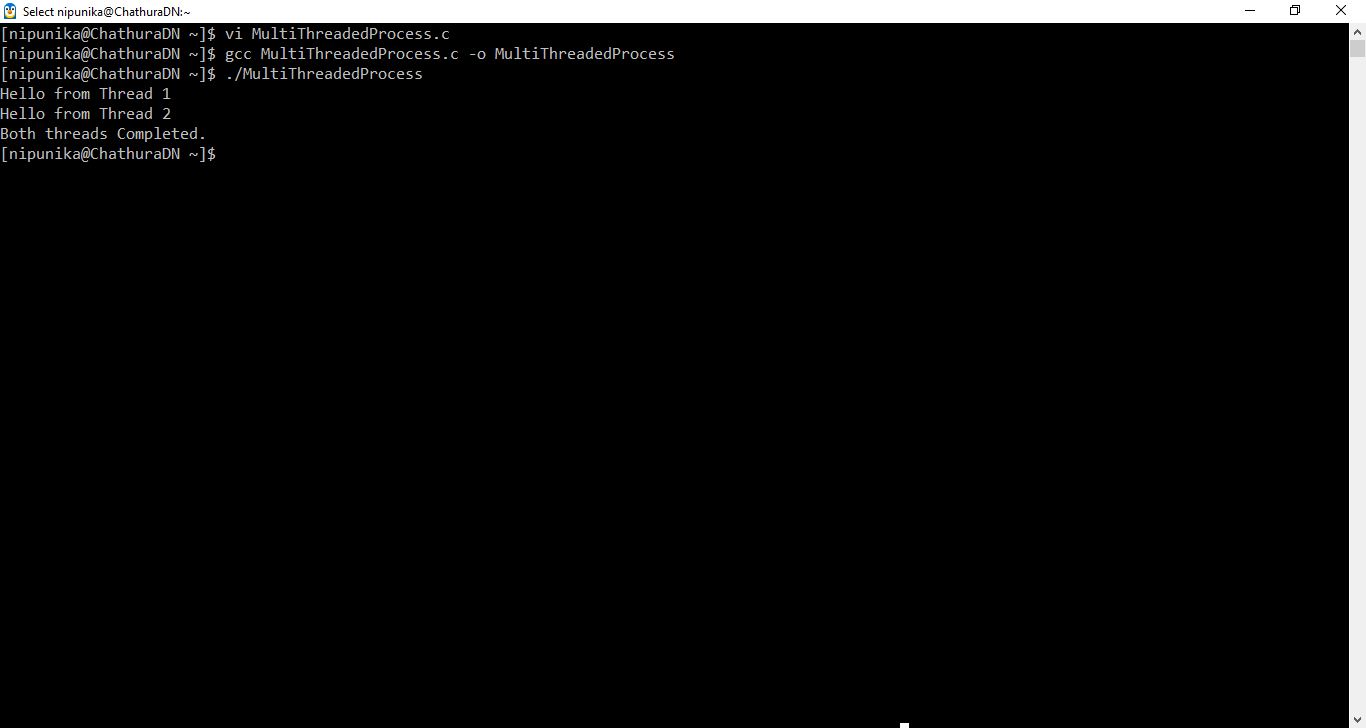 Select nipunika@ChathuraDN:~
[nipunika@ChathuraDN ~]$ vi MultiThreadedProcess.c
[nipunika@ChathuraDN ~]$ gcc MultiThreadedProcess.c -o MultiThreadedProcess
[nipunika@ChathuraDN ~]$ ./MultiThreadedProcess
Hello from Thread 1
Hello from Thread 2
Both threads Completed.
[nipunika@ChathuraDN ~]$